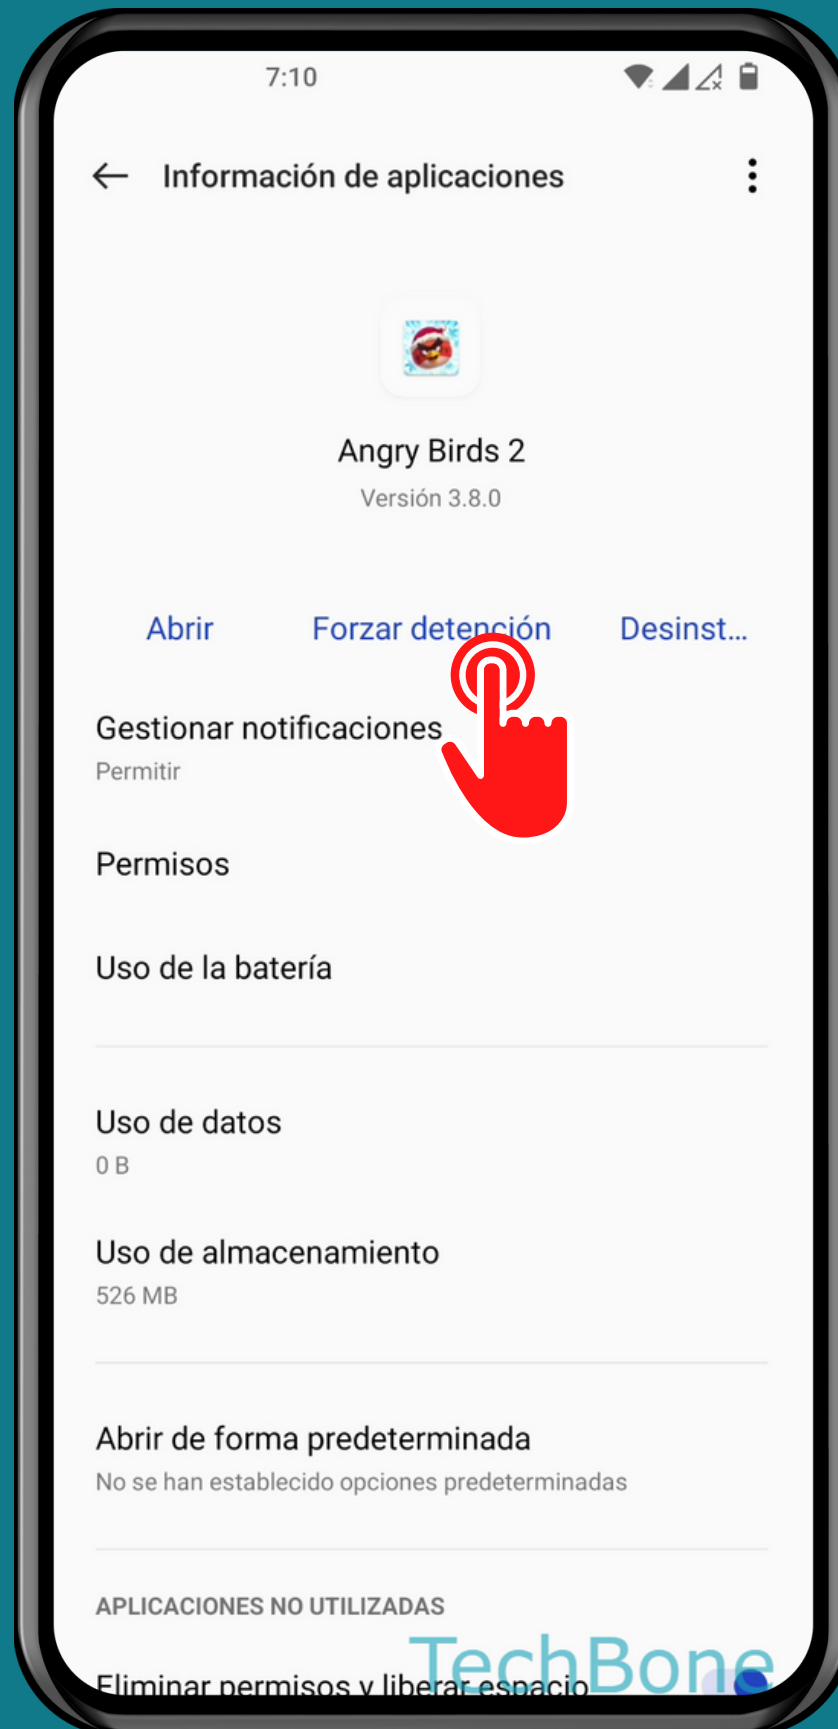 7:10
Información de aplicaciones
Angry Birds 2
Versión 3.8.0
Abrir Forzar detención Desinst...
Gestionar notificaciones
Permitir
Permisos
Uso de la batería
Uso de datos
0 B
Uso de almacenamiento
526 MB
Abrir de forma predeterminada
No se han establecido opciones predeterminadas
APLICACIONES NO UTILIZADAS
TechBone
Eliminar permisos y liberar espacio